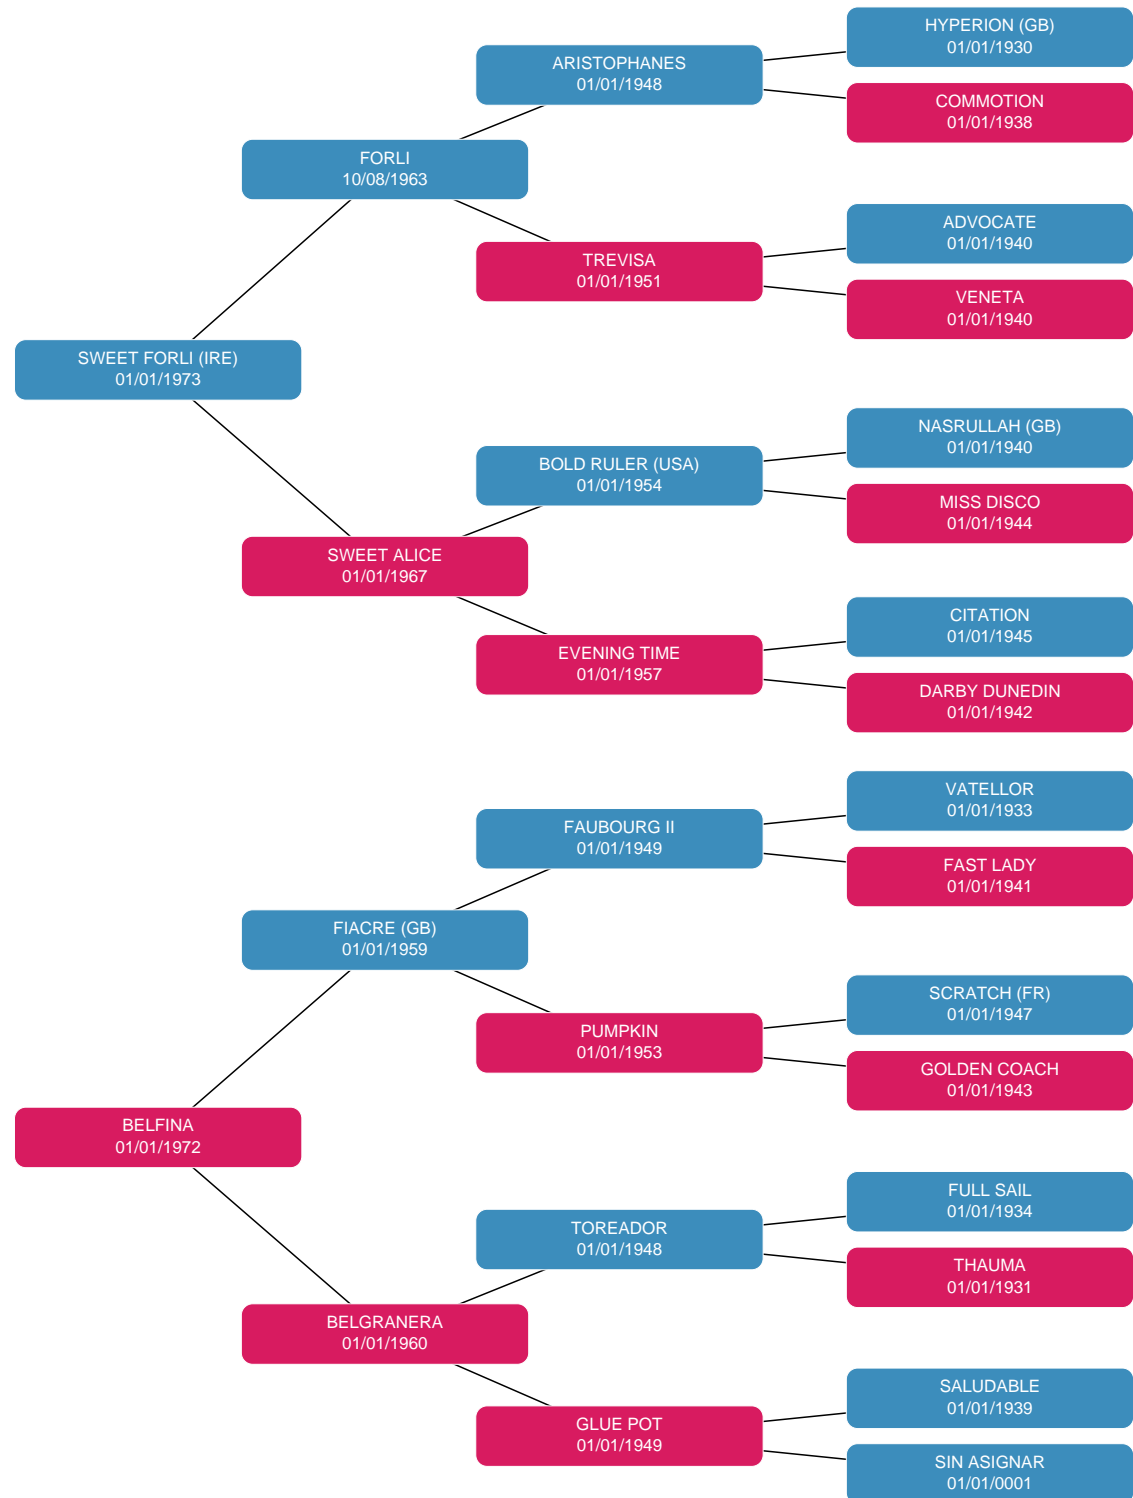 HYPERION (GB)
01/01/1930
ARISTOPHANES
01/01/1948
COMMOTION
01/01/1938
FORLI
10/08/1963
ADVOCATE
01/01/1940
TREVISA
01/01/1951
VENETA
01/01/1940
SWEET FORLI (IRE)
01/01/1973
NASRULLAH (GB)
01/01/1940
BOLD RULER (USA)
01/01/1954
MISS DISCO
01/01/1944
SWEET ALICE
01/01/1967
CITATION
01/01/1945
EVENING TIME
01/01/1957
DARBY DUNEDIN
01/01/1942
VATELLOR
01/01/1933
FAUBOURG II
01/01/1949
FAST LADY
01/01/1941
FIACRE (GB)
01/01/1959
SCRATCH (FR)
01/01/1947
PUMPKIN
01/01/1953
GOLDEN COACH
01/01/1943
BELFINA
01/01/1972
FULL SAIL
01/01/1934
TOREADOR
01/01/1948
THAUMA
01/01/1931
BELGRANERA
01/01/1960
SALUDABLE
01/01/1939
GLUE POT
01/01/1949
SIN ASIGNAR
01/01/0001